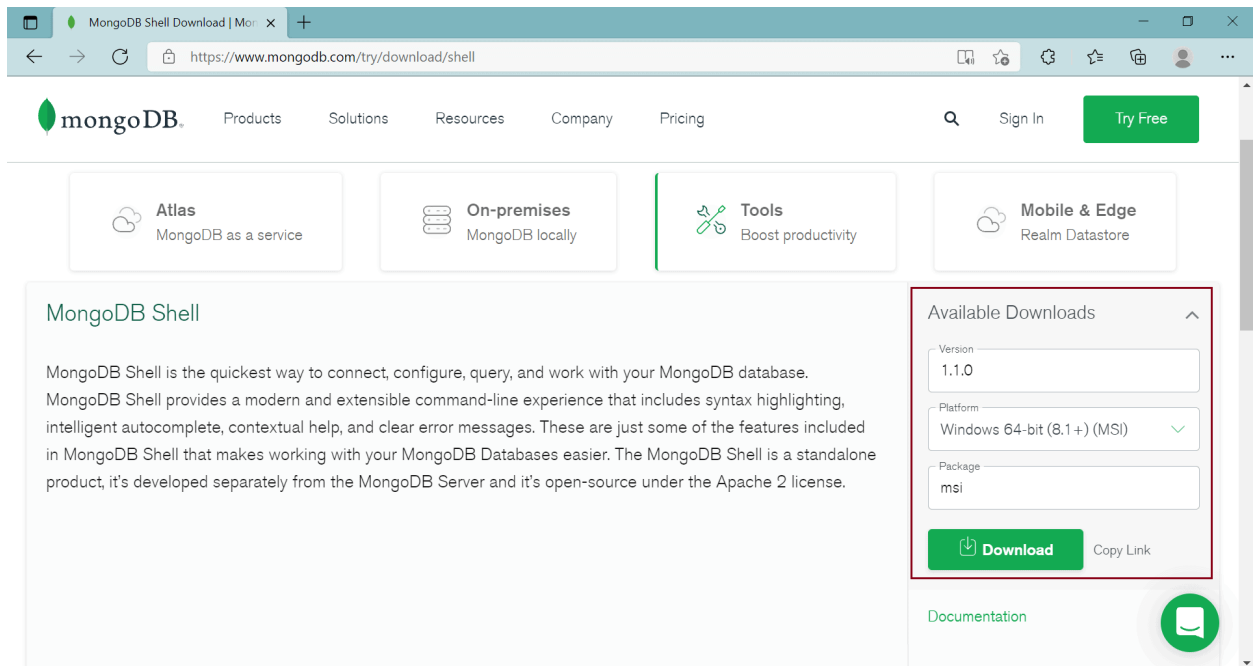 MongoDB Shell Download | Mon
https://www.mongodb.com/try/download/shell
mongoDB.
Products
Solutions
Resources
Company
Pricing
Sign In
Try Free
Atlas
MongoDB as a service
On-premises
MongoDB locally
Tools
Boost productivity
Mobile & Edge
Realm Datastore
MongoDB Shell
MongoDB Shell is the quickest way to connect, configure, query, and work with your MongoDB database.
MongoDB Shell provides a modern and extensible command-line experience that includes syntax highlighting,
intelligent autocomplete, contextual help, and clear error messages. These are just some of the features included
in MongoDB Shell that makes working with your MongoDB Databases easier. The MongoDB Shell is a standalone
product, it's developed separately from the MongoDB Server and it's open-source under the Apache 2 license.
Available Downloads
Version
1.1.0
Platform
Windows 64-bit (8.1+) (MSI)
Package
msi
Download
Copy Link
Documentation